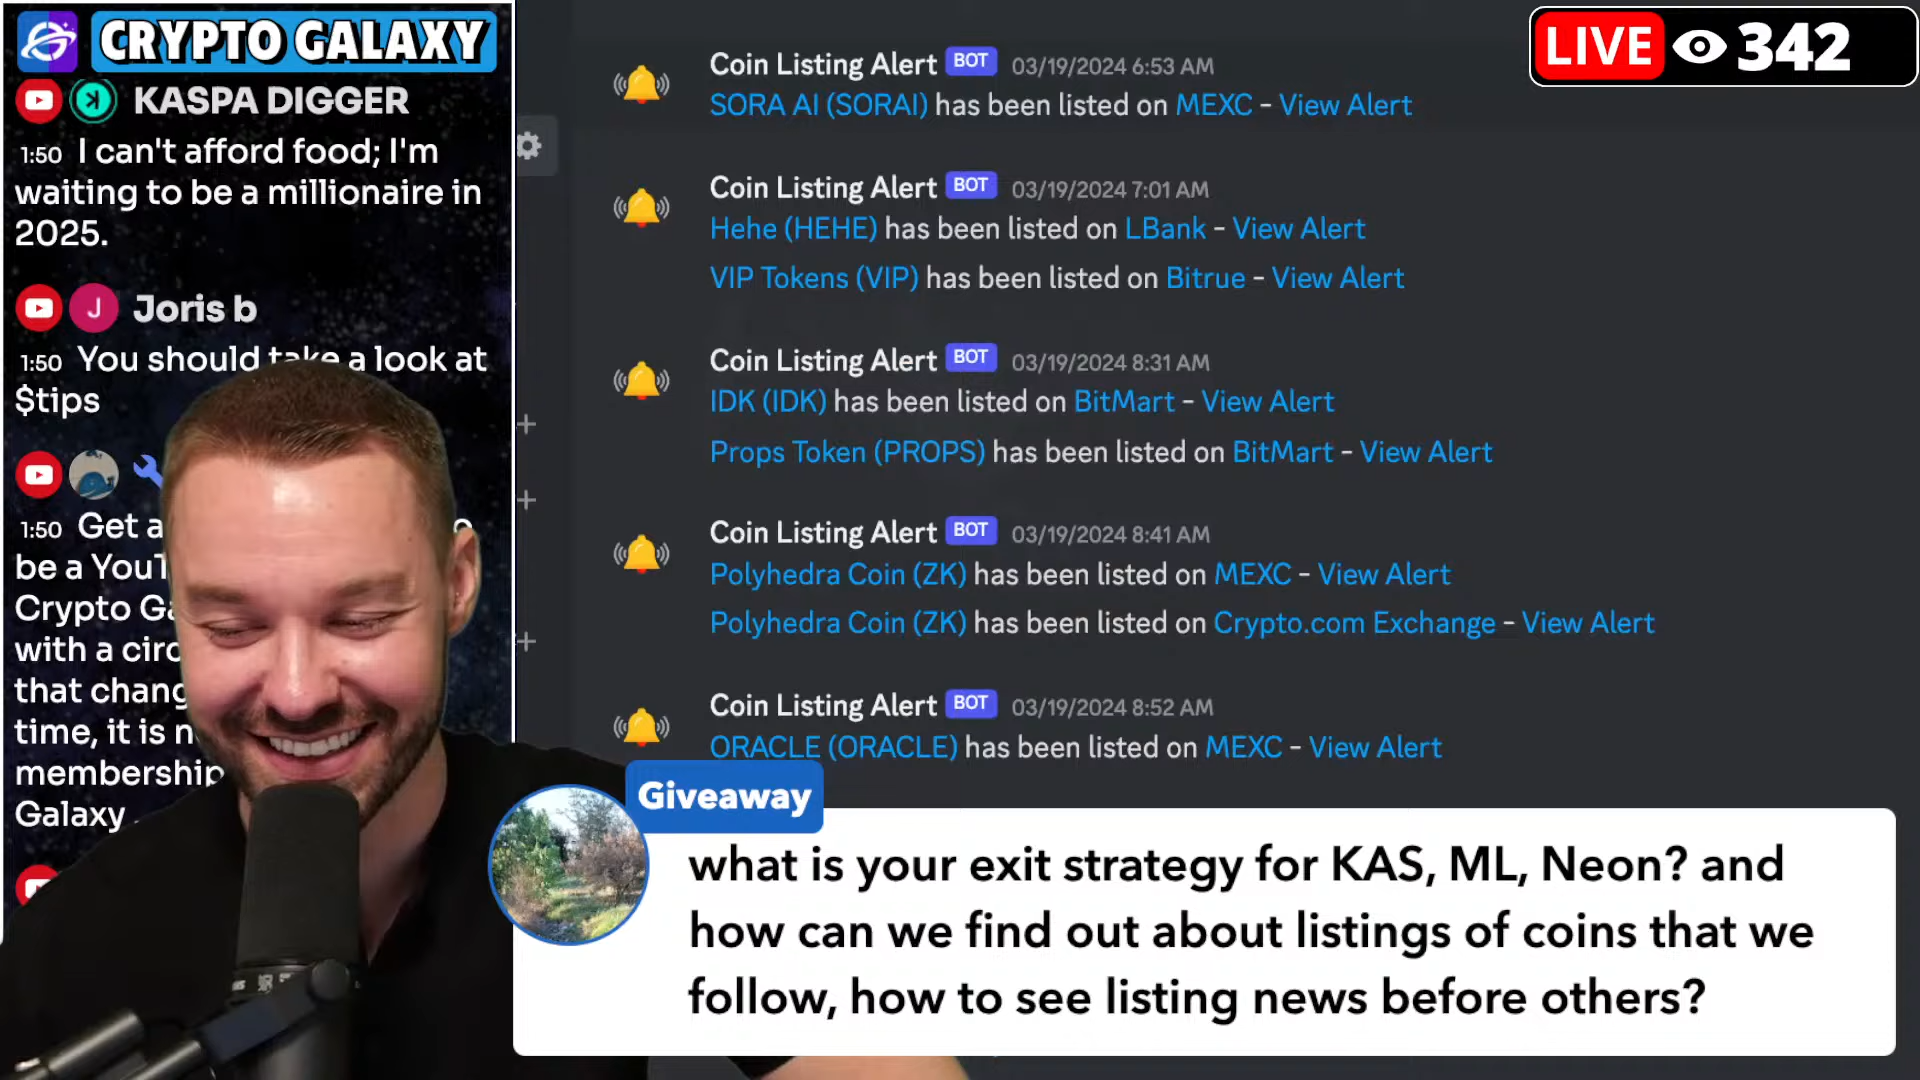 CRYPTO GALAXY
LIVE 342
KASPA DIGGER
1:50 I can't afford food; I'm
waiting to be a millionaire in
2025.
Joris b
1:50 You should take a look at
$tips
1:50 Get a
be a
Crypto
with a
that
time, it is
membership
Galaxy
Coin Listing Alert BOT 03/19/2024 6:53 AM
SORA AI (SORAI) has been listed on MEXC - View Alert
Coin Listing Alert BOT 03/19/2024 7:01 AM
Hehe (HEHE) has been listed on LBank - View Alert
VIP Tokens (VIP) has been listed on Bitrue - View Alert
Coin Listing Alert BOT 03/19/2024 8:31 AM
IDK (IDK) has been listed on BitMart - View Alert
Props Token (PROPS) has been listed on BitMart - View Alert
Coin Listing Alert BOT 03/19/2024 8:41 AM
Polyhedra Coin (ZK) has been listed on MEXC - View Alert
Polyhedra Coin (ZK) has been listed on Crypto.com Exchange - View Alert
Coin Listing Alert BOT 03/19/2024 8:52 AM
ORACLE (ORACLE) has been listed on MEXC - View Alert
Giveaway
what is your exit strategy for KAS, ML, Neon? and
how can we find out about listings of coins that we
follow, how to see listing news before others?